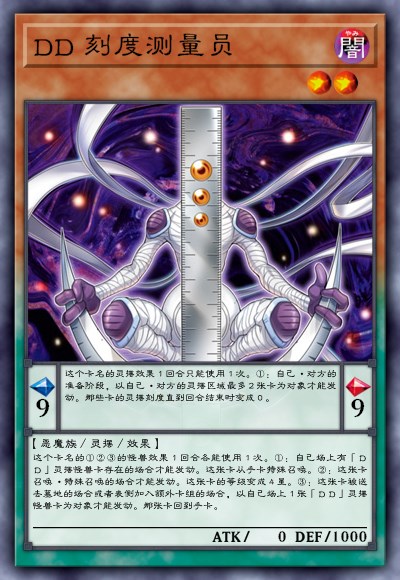 DD 刻度测量员
やみ
闇
这个卡名的灵摆效果1回合只能使用1次。①：自己·对方的
准备阶段，以自己·对方的灵摆区域最多2张卡为对象才能发
动。那些卡的灵摆刻度直到回合结束时变成0。
9
9
【恶魔族／灵摆／效果】
这个卡名的①②③的怪兽效果1回合各能使用1次。①：自己场上有「D
D」灵摆怪兽卡存在的场合才能发动。这张卡从手卡特殊召唤。②：这张卡
召唤·特殊召唤的场合才能发动。这张卡的等级变成4星。③：这张卡被送
去墓地的场合或者表侧加入额外卡组的场合，以自己场上1张「DD」灵摆
怪兽卡为对象才能发动。那张卡回到手卡。
ATK/ 0 DEF/1000